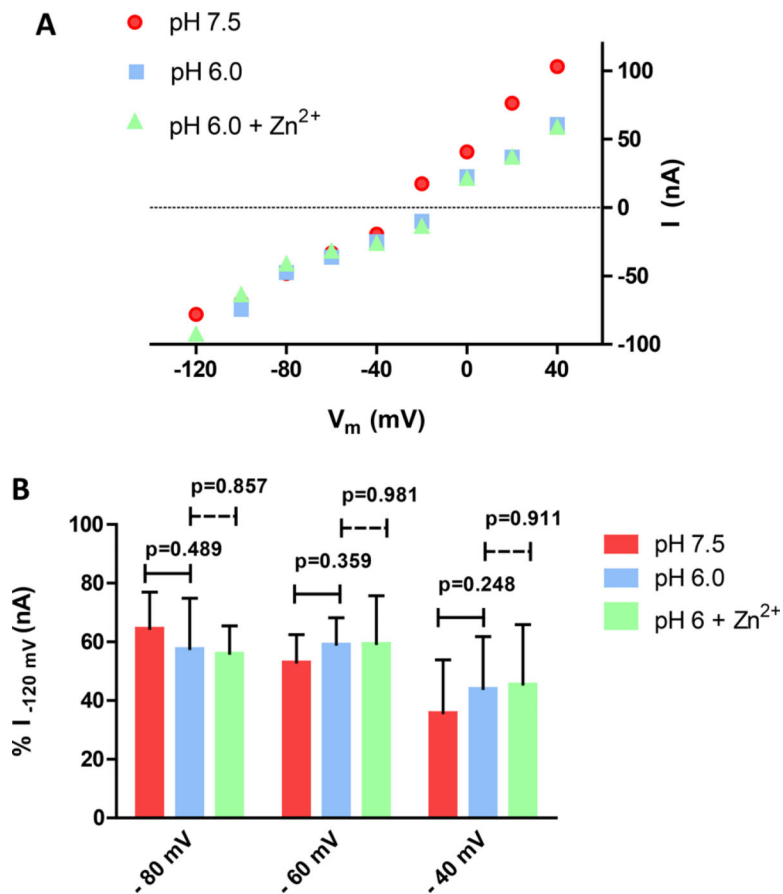 A
pH 7.5
pH 6.0
pH 6.0 + Zn²⁺
100
50
0
-50
-100
I (nA)
-120 -80 -40 0 40
Vₘ (mV)
B
p=0.857
p=0.981
p=0.911
p=0.489
p=0.359
p=0.248
100
80
60
40
20
0
% I -120 mV (nA)
pH 7.5
pH 6.0
pH 6 + Zn²⁺
- 80 mV
- 60 mV
- 40 mV